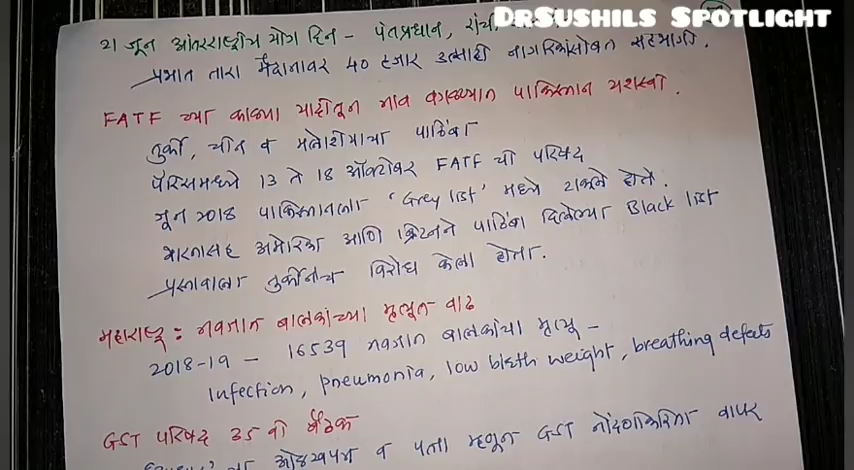 DRSUSHILS SPOTLIGHT
२१ जून आंतरराष्ट्रीय योग दिन - पंतप्रधान, रांची,
प्रभात तारा मैदानावर 40 हजार उत्साही नागरिकांसोबत सहभागी.
FATF च्या काळ्या यादीतून नाव वगळण्यात पाकिस्तान यशस्वी.
तुर्की, चीन व मलेशियाचा पाठिंबा
पॅरिसमध्ये 13 ते 18 ऑक्टोबर FATF ची परिषद
जून 2018 पाकिस्तानला 'Grey list' मध्ये टाकले होते.
भारतासह अमेरिका आणि ब्रिटनने पाठिंबा दिलेल्या Black list
प्रस्तावाला तुर्कीनेच विरोध केला होता.
महाराष्ट्र : नवजात बालकांच्या मृत्यूत वाढ
2018-19 - 16539 नवजात बालकांचा मृत्यू -
Infection, pneumonia, low birth weight, breathing defects
GST परिषद 35 वी बैठक
ओळखपत्र व पत्ता म्हणून GST नोंदणीकरिता वापर